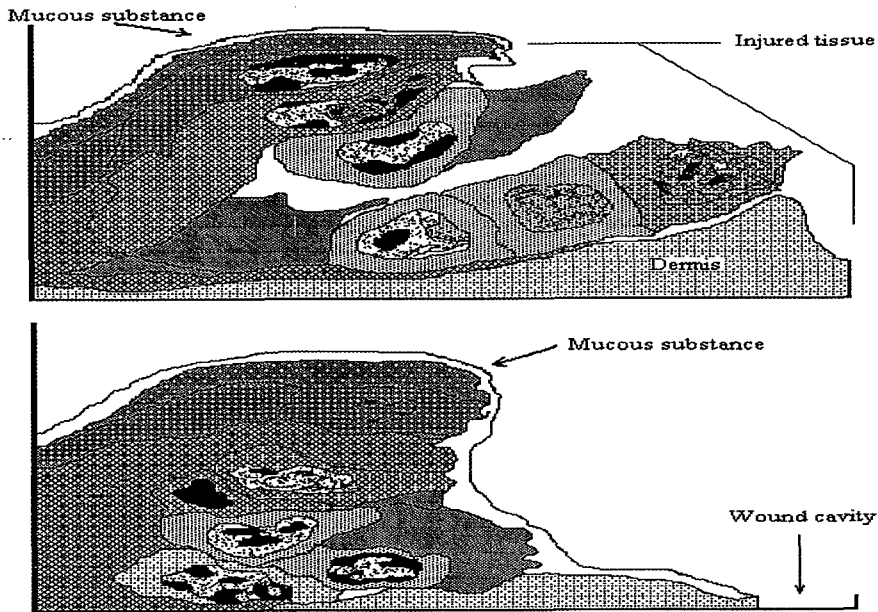 Mucous substance
Injured tissue
Dermis
Mucous substance
Wound cavity